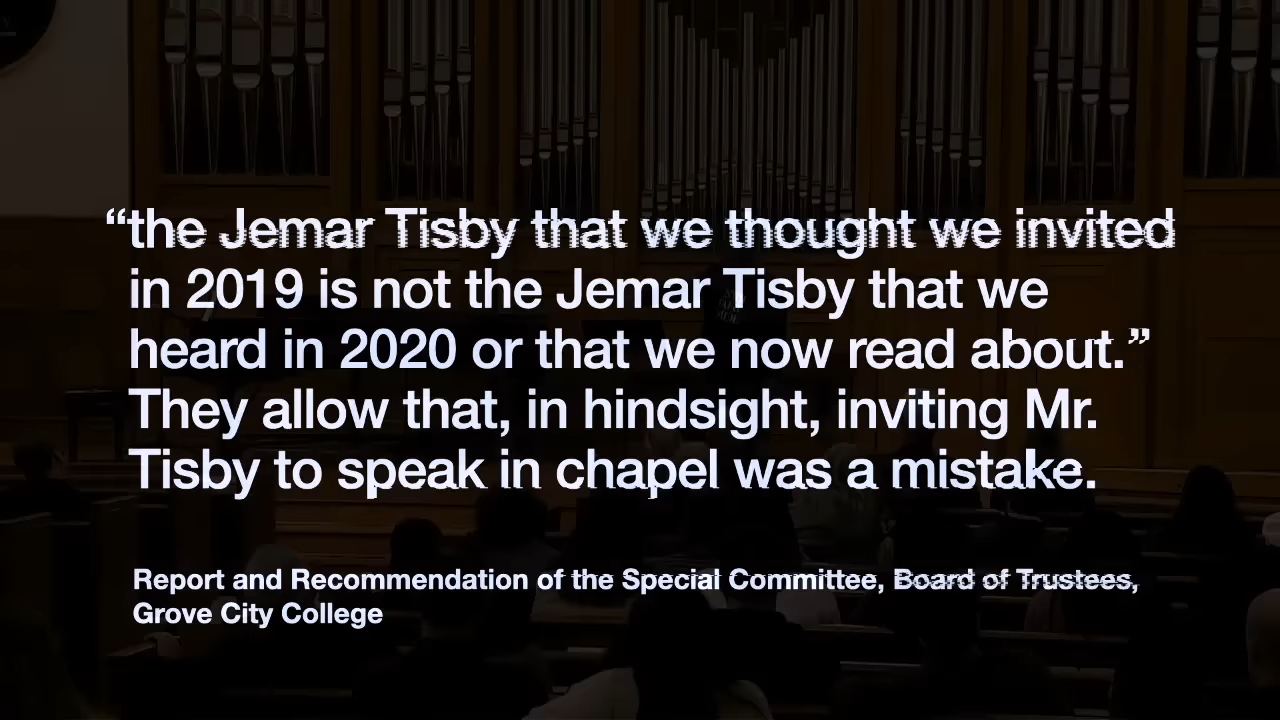 “the Jemar Tisby that we thought we invited
in 2019 is not the Jemar Tisby that we
heard in 2020 or that we now read about.”
They allow that, in hindsight, inviting Mr.
Tisby to speak in chapel was a mistake.
Report and Recommendation of the Special Committee, Board of Trustees,
Grove City College